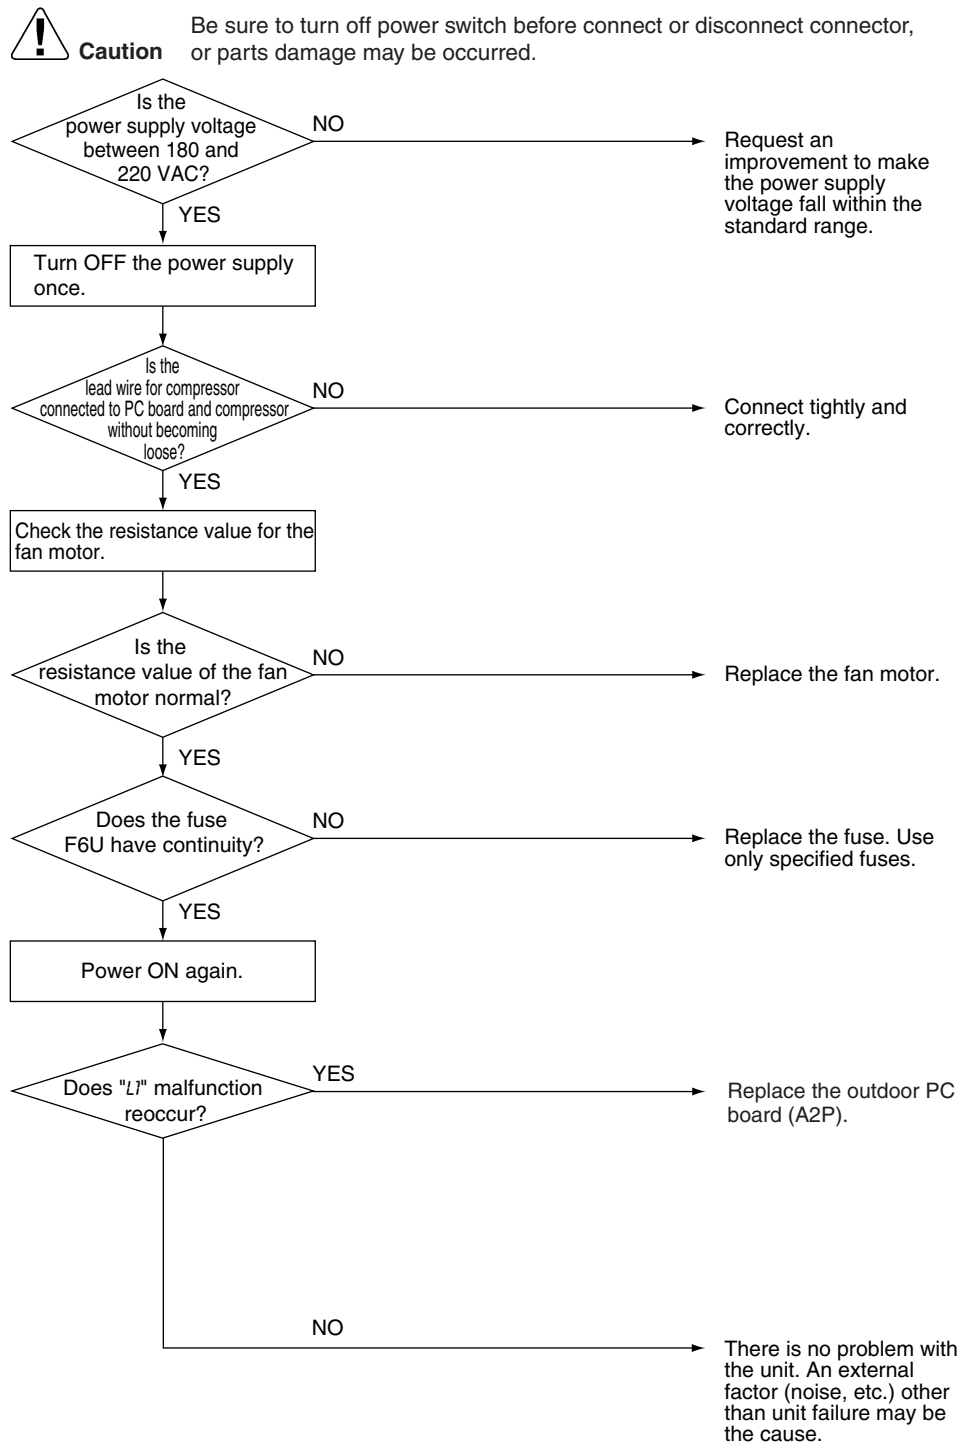 Be sure to turn off power switch before connect or disconnect connector,
Caution or parts damage may be occurred.
Is the
power supply voltage
between 180 and
220 VAC?
NO
Request an
improvement to make
the power supply
voltage fall within the
standard range.
YES
Turn OFF the power supply
once.
Is the
lead wire for compressor
connected to PC board and compressor
without becoming
loose?
NO
Connect tightly and
correctly.
YES
Check the resistance value for the
fan motor.
Is the
resistance value of the fan
motor normal?
NO
Replace the fan motor.
YES
Does the fuse
F6U have continuity?
NO
Replace the fuse. Use
only specified fuses.
YES
Power ON again.
Does "L1" malfunction
reoccur?
YES
Replace the outdoor PC
board (A2P).
NO
There is no problem with
the unit. An external
factor (noise, etc.) other
than unit failure may be
the cause.